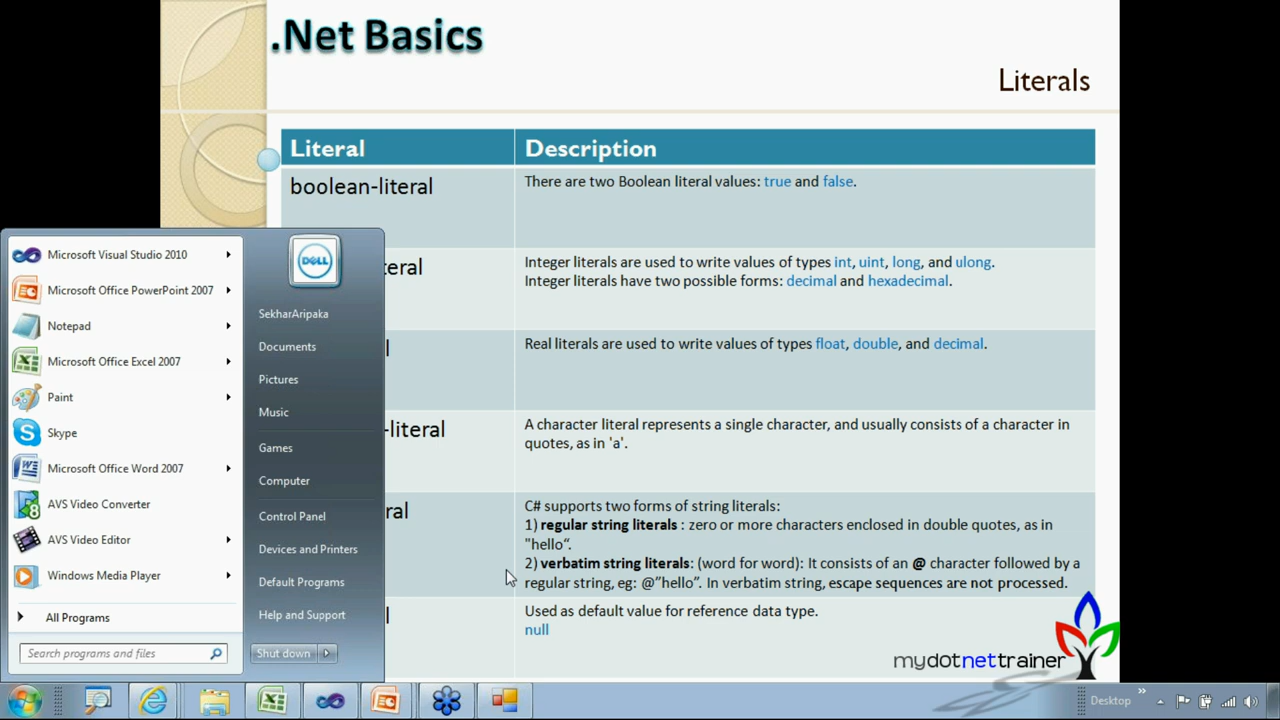 .Net Basics
Literals
Literal Description
boolean-literal There are two Boolean literal values: true and false.
eral Integer literals are used to write values of types int, uint, long, and ulong.
Integer literals have two possible forms: decimal and hexadecimal.
l Real literals are used to write values of types float, double, and decimal.
-literal A character literal represents a single character, and usually consists of a character in
quotes, as in 'a'.
ral C# supports two forms of string literals:
1) regular string literals : zero or more characters enclosed in double quotes, as in
"hello“.
2) verbatim string literals: (word for word): It consists of an @ character followed by a
regular string, eg: @”hello”. In verbatim string, escape sequences are not processed.
l Used as default value for reference data type.
null
mydotnettrainer
Microsoft Visual Studio 2010
Microsoft Office PowerPoint 2007
Notepad
Microsoft Office Excel 2007
Paint
Skype
Microsoft Office Word 2007
AVS Video Converter
AVS Video Editor
Windows Media Player
All Programs
Search programs and files
DELL
SekharAripaka
Documents
Pictures
Music
Games
Computer
Control Panel
Devices and Printers
Default Programs
Help and Support
Shut down
Desktop